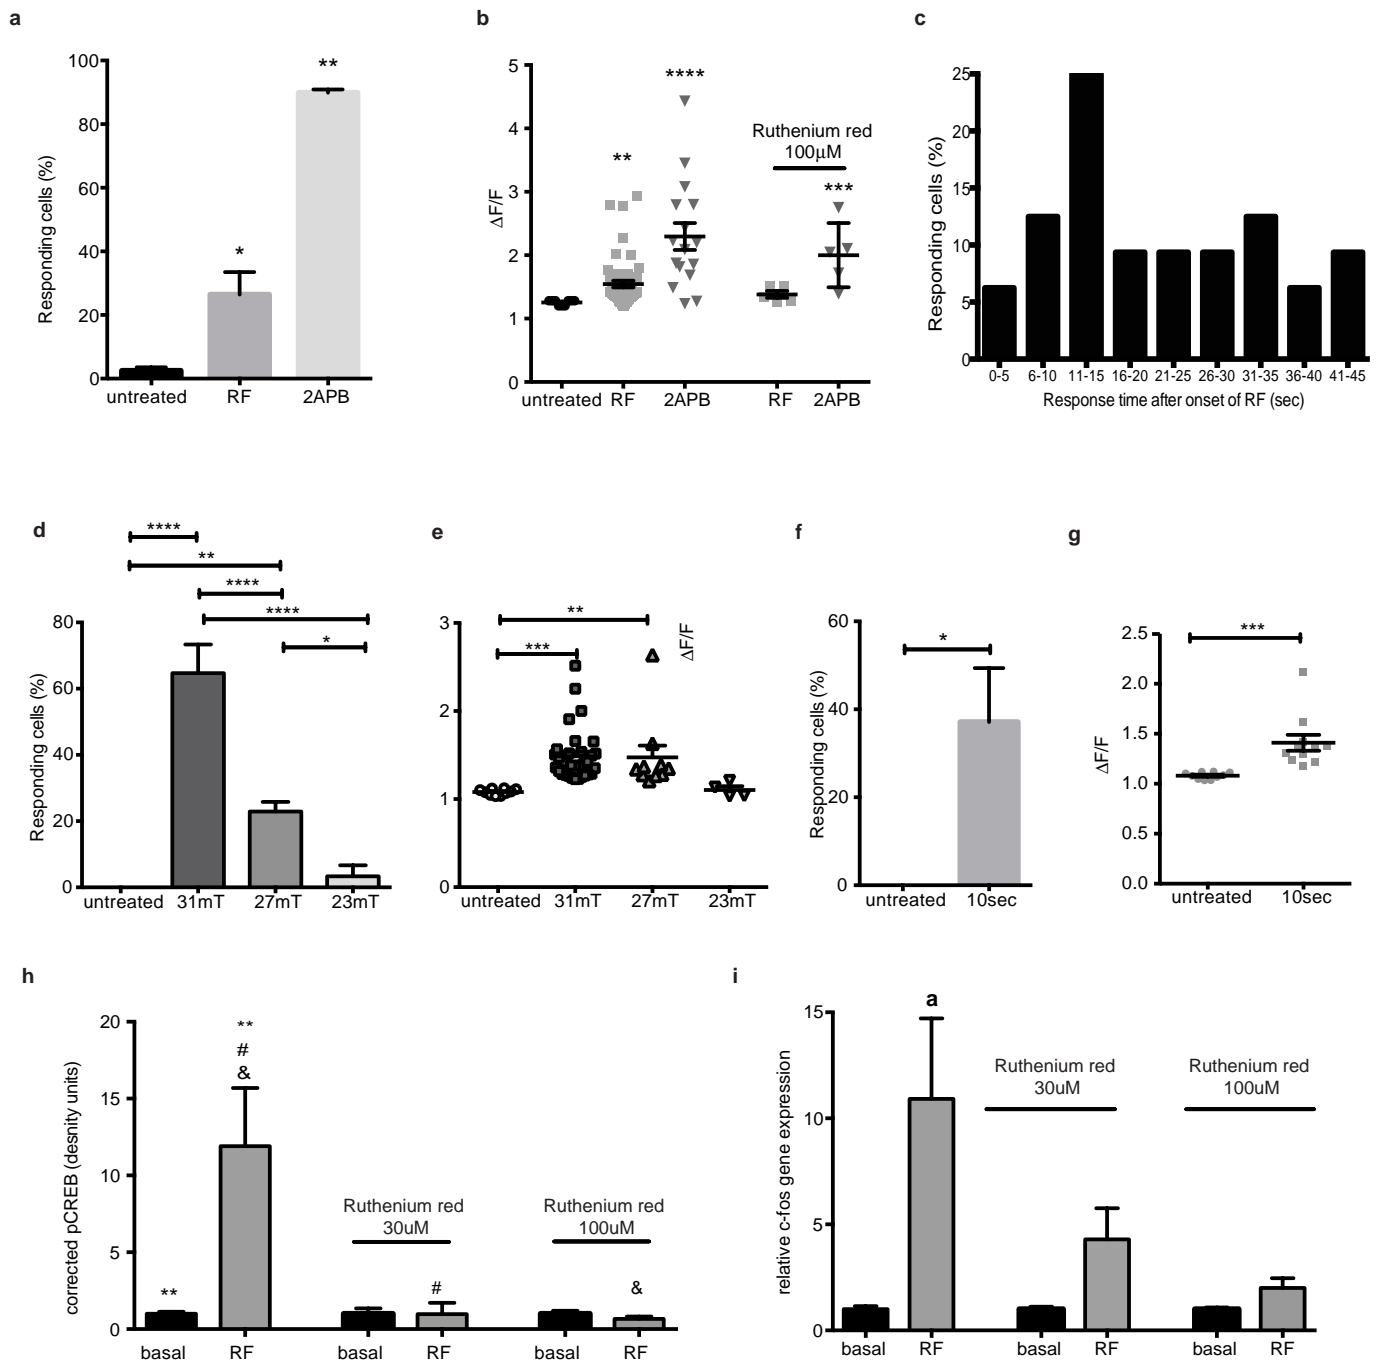 a
100
80
60
40
20
0
Responding cells (%)
*
**
untreated RF 2APB
b
5
4
3
2
1
0
ΔF/F
**
****
Ruthenium red
100μM
***
untreated RF 2APB RF 2APB
c
25
20
15
10
5
0
Responding cells (%)
0-5 6-10 11-15 16-20 21-25 26-30 31-35 36-40 41-45
Response time after onset of RF (sec)
d
****
**
****
****
*
80
60
40
20
0
Responding cells (%)
untreated 31mT 27mT 23mT
e
3
2
1
0
**
***
ΔF/F
untreated 31mT 27mT 23mT
f
60
40
20
0
Responding cells (%)
*
untreated 10sec
g
2.5
2.0
1.5
1.0
0.5
0.0
ΔF/F
***
untreated 10sec
h
20
15
10
5
0
corrected pCREB (desnity units)
**
**
#
&
Ruthenium red
30uM
#
Ruthenium red
100uM
&
basal RF basal RF basal RF
i
15
10
5
0
relative c-fos gene expression
a
Ruthenium red
30uM
Ruthenium red
100uM
basal RF basal RF basal RF